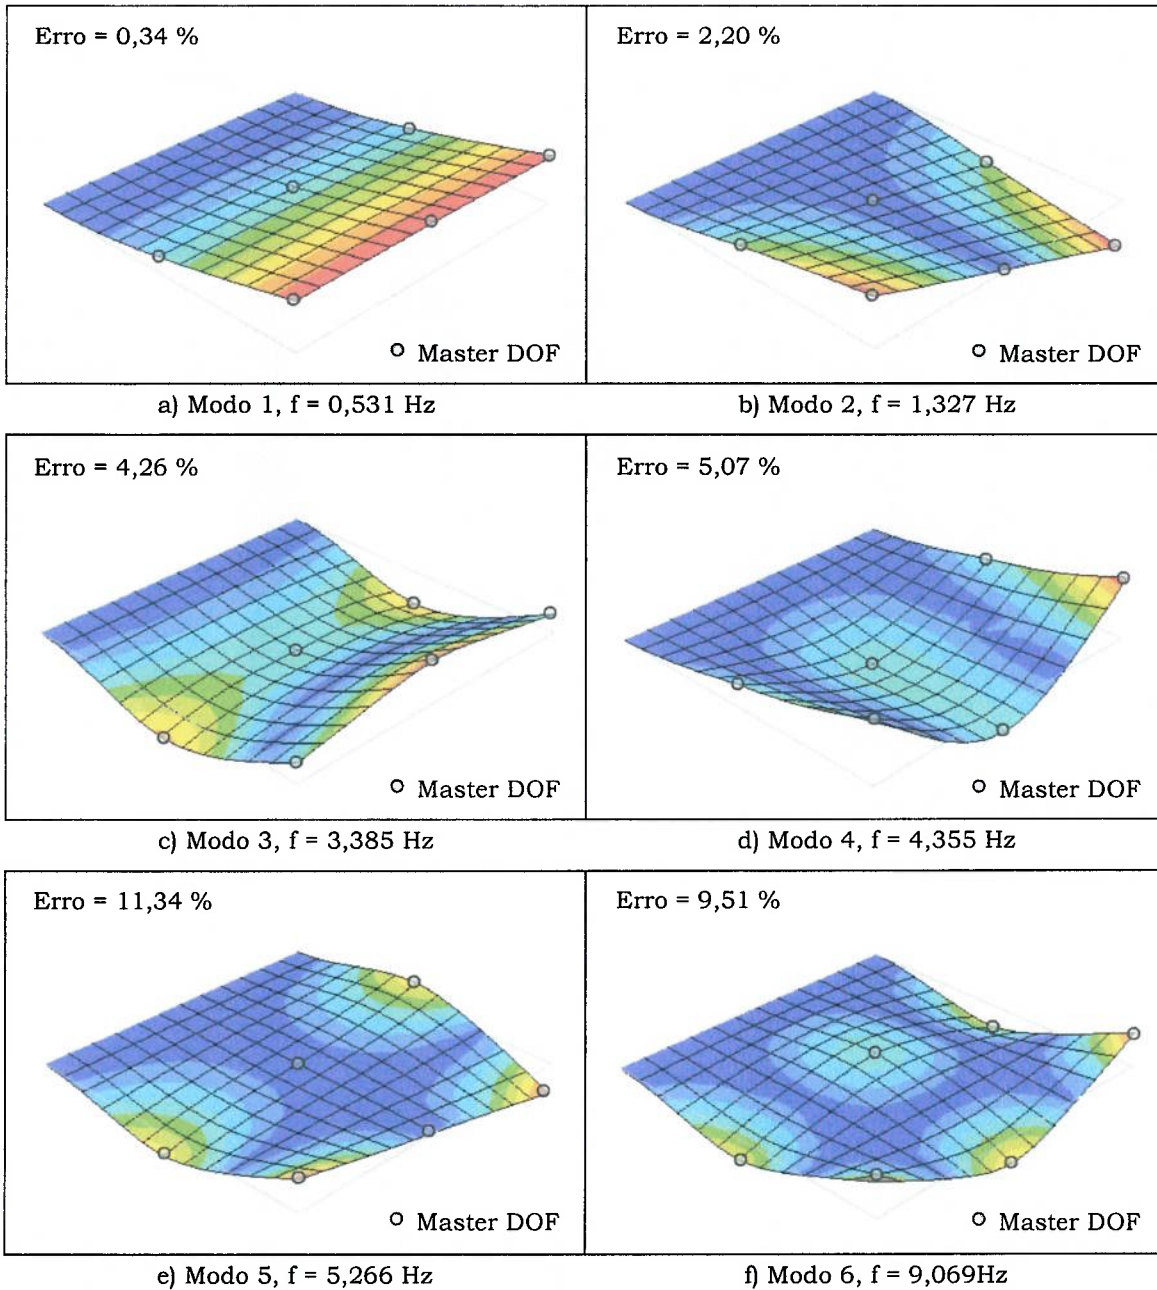 Erro = 0,34 %
Master DOF
a) Modo 1, f = 0,531 Hz
Erro = 2,20 %
Master DOF
b) Modo 2, f = 1,327 Hz
Erro = 4,26 %
Master DOF
c) Modo 3, f = 3,385 Hz
Erro = 5,07 %
Master DOF
d) Modo 4, f = 4,355 Hz
Erro = 11,34 %
Master DOF
e) Modo 5, f = 5,266 Hz
Erro = 9,51 %
Master DOF
f) Modo 6, f = 9,069Hz